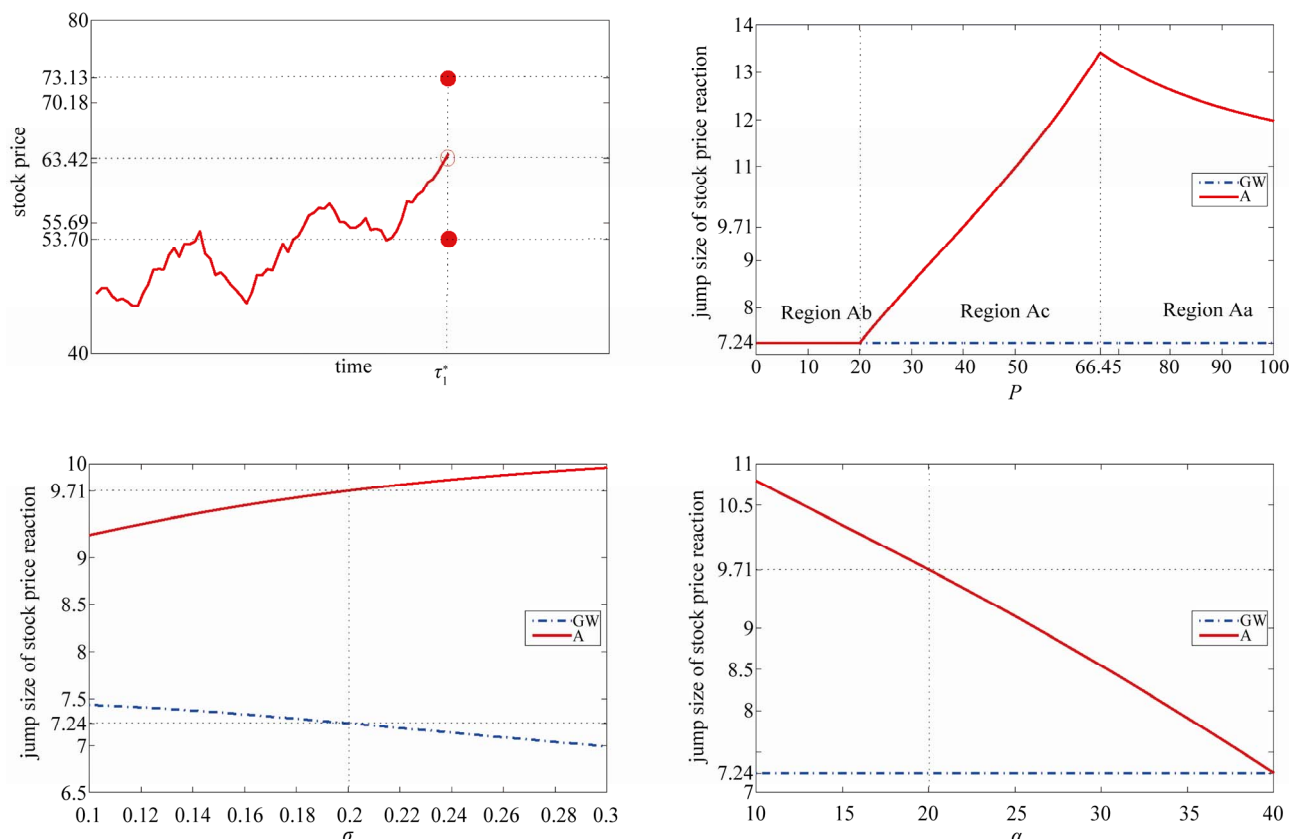 80
73.13
70.18
63.42
55.69
53.70
40
stock price
time
τ₁*
14
13
12
11
9.71
9
8
7.24
jump size of stock price reaction
GW
A
Region Ab
Region Ac
Region Aa
0 10 20 30 40 50 66.45 80 90 100
P
10
9.71
9
8.5
8
7.5
7.24
7
6.5
jump size of stock price reaction
GW
A
0.1 0.12 0.14 0.16 0.18 0.2 0.22 0.24 0.26 0.28 0.3
σ
11
10.5
9.71
9
8.5
8
7.24
7
jump size of stock price reaction
GW
A
10 15 20 25 30 35 40